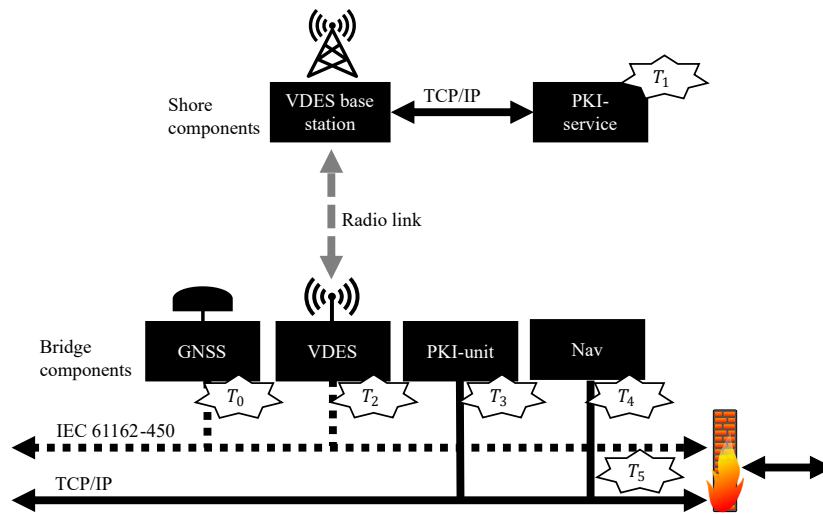 T₁
VDES base
station
TCP/IP
PKI-
service
Shore
components
Radio link
GNSS
VDES
PKI-unit
Nav
Bridge
components
T₀
T₂
T₃
T₄
IEC 61162-450
T₅
TCP/IP